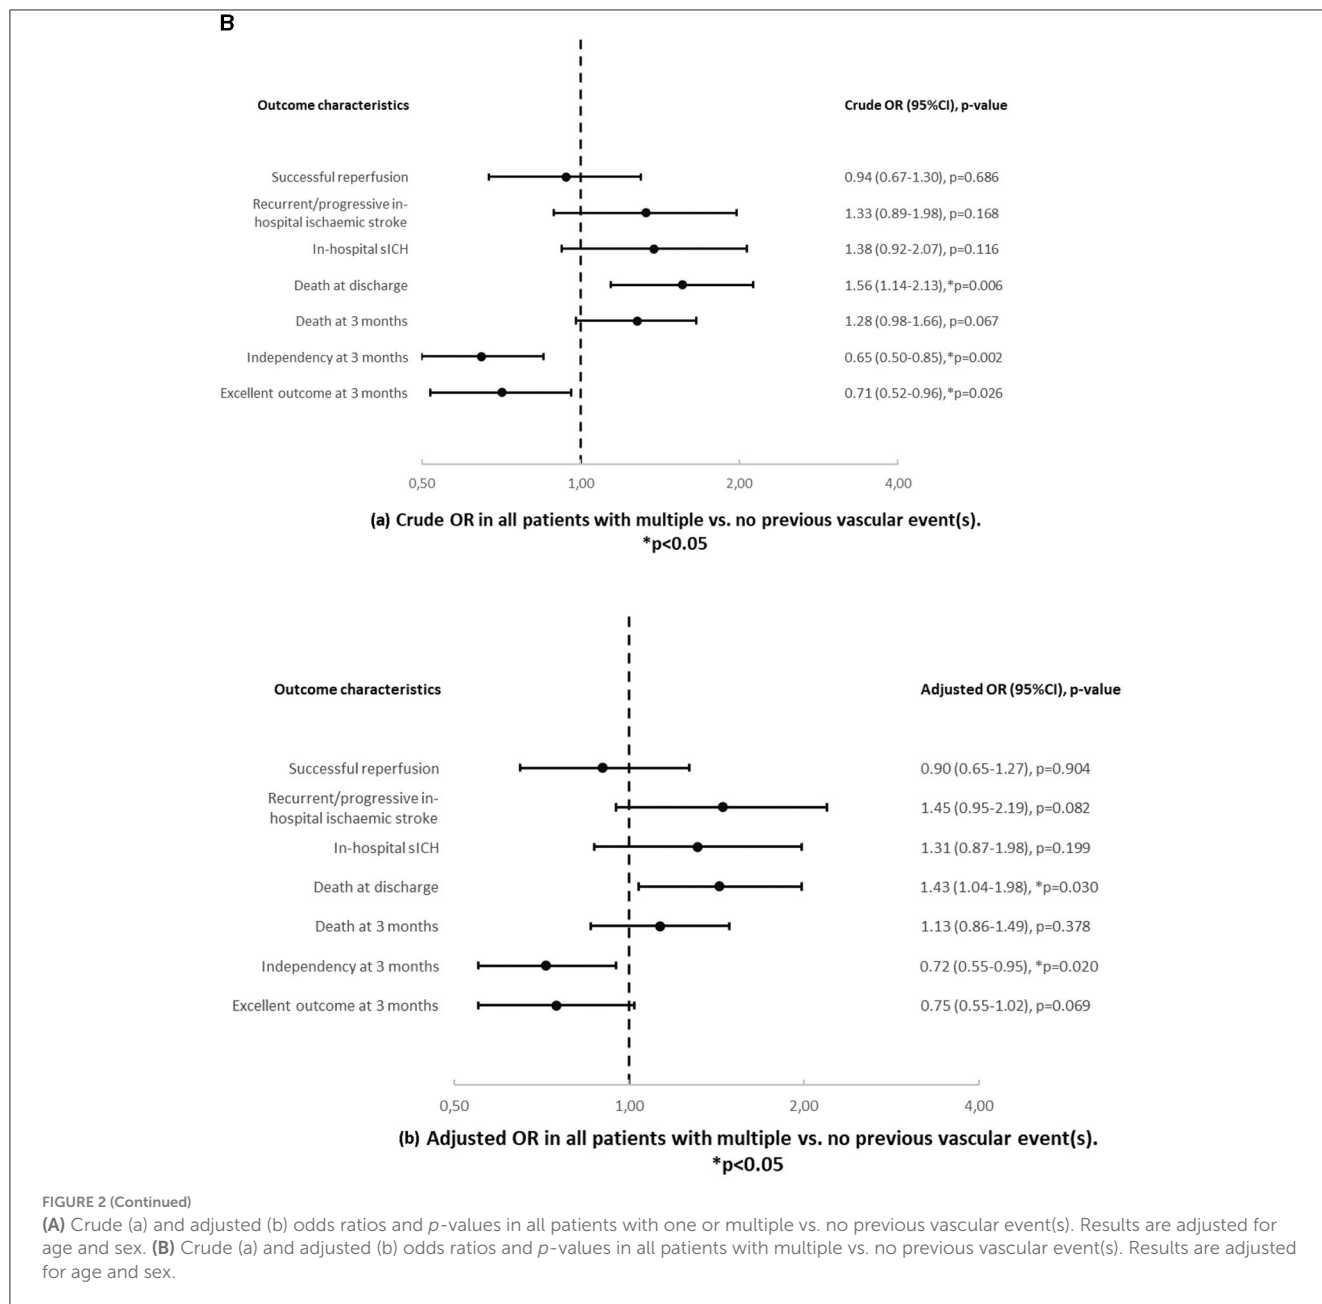 B
Outcome characteristics
Crude OR (95%CI), p-value
Successful reperfusion
0.94 (0.67-1.30), p=0.686
Recurrent/progressive in-
hospital ischaemic stroke
1.33 (0.89-1.98), p=0.168
In-hospital sICH
1.38 (0.92-2.07), p=0.116
Death at discharge
1.56 (1.14-2.13),*p=0.006
Death at 3 months
1.28 (0.98-1.66), p=0.067
Independency at 3 months
0.65 (0.50-0.85),*p=0.002
Excellent outcome at 3 months
0.71 (0.52-0.96),*p=0.026
0,50 1,00 2,00 4,00
(a) Crude OR in all patients with multiple vs. no previous vascular event(s).
*p<0.05
Outcome characteristics
Adjusted OR (95%CI), p-value
Successful reperfusion
0.90 (0.65-1.27), p=0.904
Recurrent/progressive in-
hospital ischaemic stroke
1.45 (0.95-2.19), p=0.082
In-hospital sICH
1.31 (0.87-1.98), p=0.199
Death at discharge
1.43 (1.04-1.98), *p=0.030
Death at 3 months
1.13 (0.86-1.49), p=0.378
Independency at 3 months
0.72 (0.55-0.95), *p=0.020
Excellent outcome at 3 months
0.75 (0.55-1.02), p=0.069
0,50 1,00 2,00 4,00
(b) Adjusted OR in all patients with multiple vs. no previous vascular event(s).
*p<0.05
FIGURE 2 (Continued)
(A) Crude (a) and adjusted (b) odds ratios and p-values in all patients with one or multiple vs. no previous vascular event(s). Results are adjusted for
age and sex. (B) Crude (a) and adjusted (b) odds ratios and p-values in all patients with multiple vs. no previous vascular event(s). Results are adjusted
for age and sex.